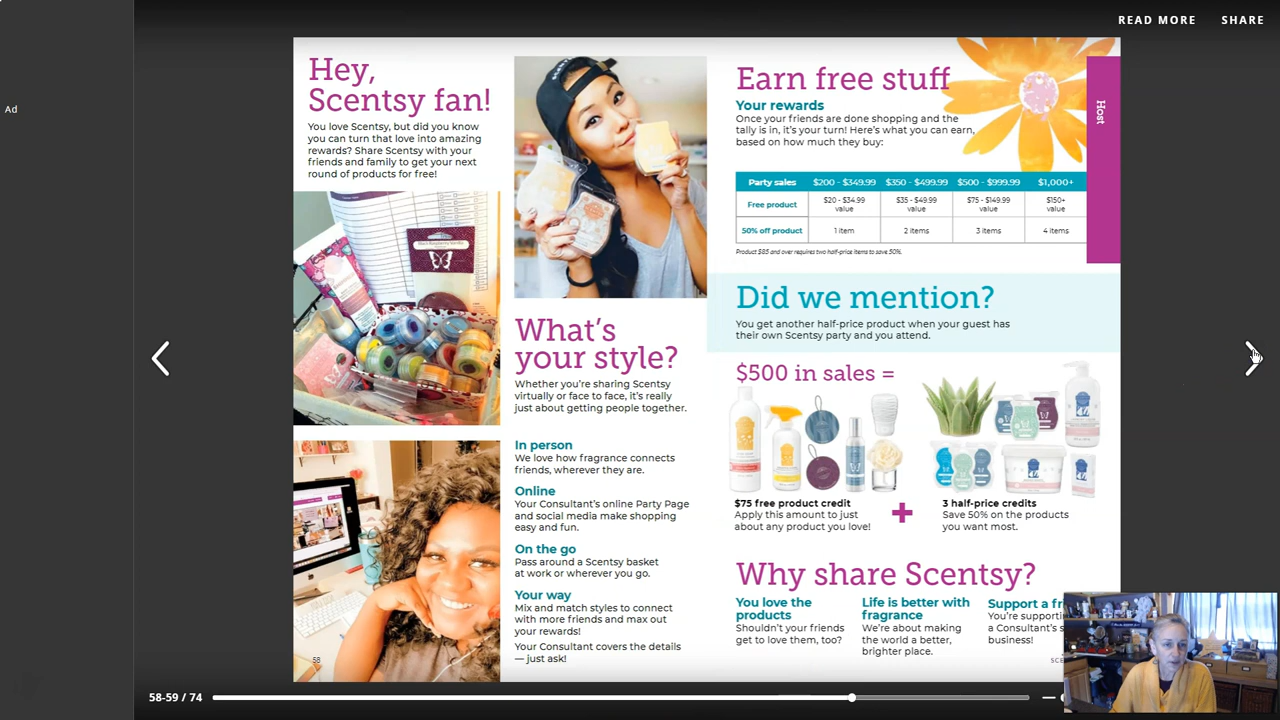 READ MORE
SHARE
Ad
Hey,
Scentsy fan!
You love Scentsy, but did you know
you can turn that love into amazing
rewards? Share Scentsy with your
friends and family to get your next
round of products for free!
What's
your style?
Whether you're sharing Scentsy
virtually or face to face, it's really
just about getting people together.
In person
We love how fragrance connects
friends, wherever they are.
Online
Your Consultant's online Party Page
and social media make shopping
easy and fun.
On the go
Pass around a Scentsy basket
at work or wherever you go.
Your way
Mix and match styles to connect
with more friends and max out
your rewards!
Your Consultant covers the details
— just ask!
58
Earn free stuff
Your rewards
Once your friends are done shopping and the
tally is in, it's your turn! Here's what you can earn,
based on how much they buy:
Host
Party sales $200 - $349.99 $350 - $499.99 $500 - $999.99 $1,000+
Free product $20 - $34.99 value $35 - $49.99 value $75 - $149.99 value $150+ value
50% off product 1 item 2 items 3 items 4 items
Product $85 and over requires two half-price items to save 50%.
Did we mention?
You get another half-price product when your guest has
their own Scentsy party and you attend.
$500 in sales =
$75 free product credit
Apply this amount to just
about any product you love!
+
3 half-price credits
Save 50% on the products
you want most.
Why share Scentsy?
You love the
products
Shouldn't your friends
get to love them, too?
Life is better with
fragrance
We're about making
the world a better,
brighter place.
Support a
You're
a Consultant's
business!
58-59 / 74